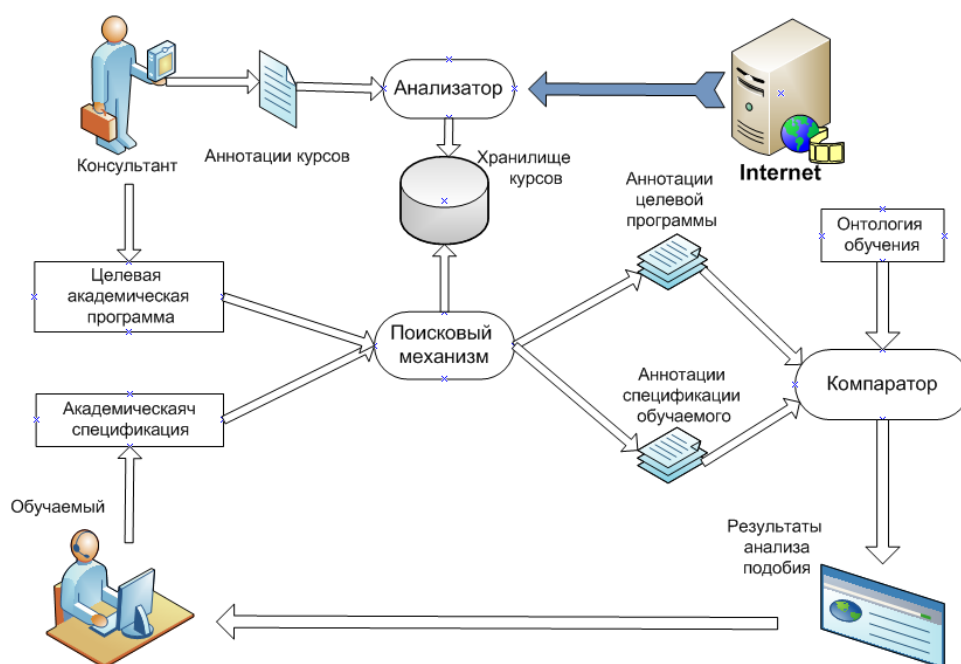 Анализатор
Консультант
Аннотации курсов
Хранилище
курсов
Internet
Аннотации
целевой
программы
Онтология
обучения
Целевая
академическая
программа
Поисковый
механизм
Академическаяч
спецификация
Аннотации
спецификации
обучаемого
Компаратор
Обучаемый
Результаты
анализа
подобия